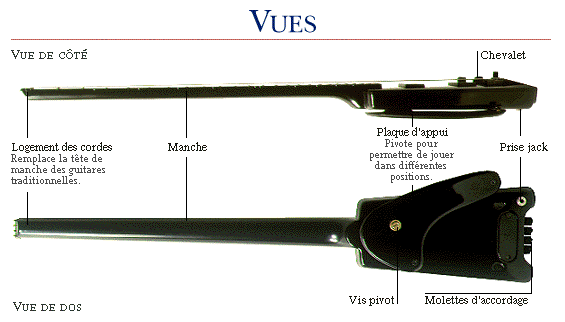 VUES
VUE DE CÔTÉ
Chevalet
Logement des cordes
Remplace la tête de
manche des guitares
traditionnelles.
Manche
Plaque d'appui
Pivote pour
permettre de jouer
dans différentes
positions.
Prise jack
Vis pivot
Molettes d'accordage
VUE DE DOS